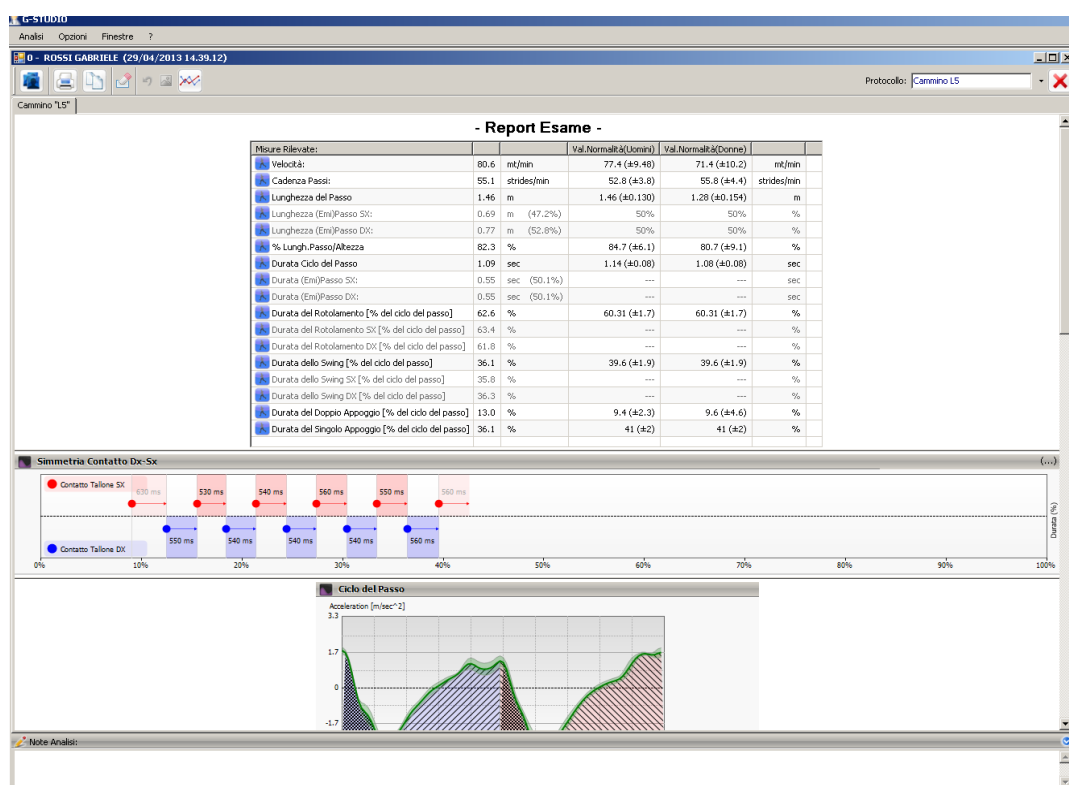 G-STUDIO
Analisi Opzioni Finestre ?
0 - ROSSI GABRIELE (29/04/2013 14.39.12)
Protocollo: Cammino L5
Cammino "L5"
- Report Esame -
Misure Rilevate: Val.Normalità(Uomini) Val.Normalità(Donne)
Velocità: 80.6 mt/min 77.4 (±9.48) 71.4 (±10.2) mt/min
Cadenza Passi: 55.1 strides/min 52.8 (±3.8) 55.8 (±4.4) strides/min
Lunghezza del Passo 1.46 m 1.46 (±0.130) 1.28 (±0.154) m
Lunghezza (Emi)Passo SX: 0.69 m (47.2%) 50% 50% %
Lunghezza (Emi)Passo DX: 0.77 m (52.8%) 50% 50% %
% Lungh.Passo/Altezza 82.3 % 84.7 (±6.1) 80.7 (±9.1) %
Durata Ciclo del Passo 1.09 sec 1.14 (±0.08) 1.08 (±0.08) sec
Durata (Emi)Passo SX: 0.55 sec (50.1%) --- --- sec
Durata (Emi)Passo DX: 0.55 sec (50.1%) --- --- sec
Durata del Rotolamento [% del ciclo del passo] 62.6 % 60.31 (±1.7) 60.31 (±1.7) %
Durata del Rotolamento SX [% del ciclo del passo] 63.4 % --- --- %
Durata del Rotolamento DX [% del ciclo del passo] 61.8 % --- --- %
Durata dello Swing [% del ciclo del passo] 36.1 % 39.6 (±1.9) 39.6 (±1.9) %
Durata dello Swing SX [% del ciclo del passo] 35.8 % --- --- %
Durata dello Swing DX [% del ciclo del passo] 36.3 % --- --- %
Durata del Doppio Appoggio [% del ciclo del passo] 13.0 % 9.4 (±2.3) 9.6 (±4.6) %
Durata del Singolo Appoggio [% del ciclo del passo] 36.1 % 41 (±2) 41 (±2) %
Simmetria Contatto Dx-Sx (...)
Contatto Tallone SX 630 ms 530 ms 540 ms 560 ms 550 ms 560 ms
Durata (%)
Contatto Tallone DX 550 ms 540 ms 540 ms 540 ms 560 ms
0% 10% 20% 30% 40% 50% 60% 70% 80% 90% 100%
Ciclo del Passo
Acceleration [m/sec^2]
3.3
1.7
0
-1.7
Note Analisi: